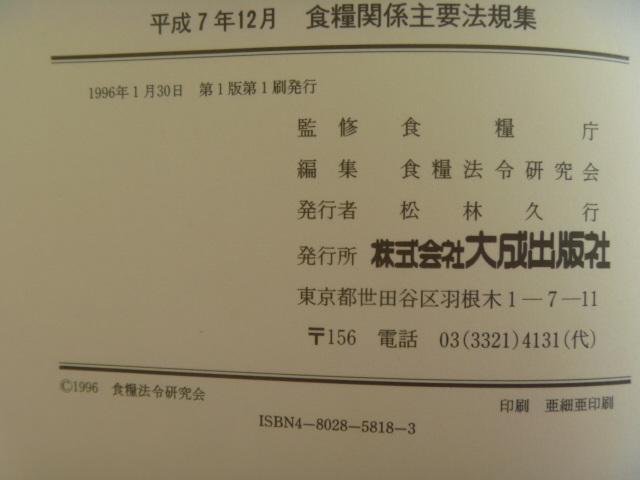 平成7年12月　食糧関係主要法規集
1996年1月30日　第1版第1刷発行
監修　食糧庁
編集　食糧法令研究会
発行者　松林久行
発行所　株式会社大成出版社
東京都世田谷区羽根木1―7―11
〒156　電話　03(3321)4131(代)
©1996　食糧法令研究会
印刷　亜細亜印刷
ISBN4―8028―5818―3